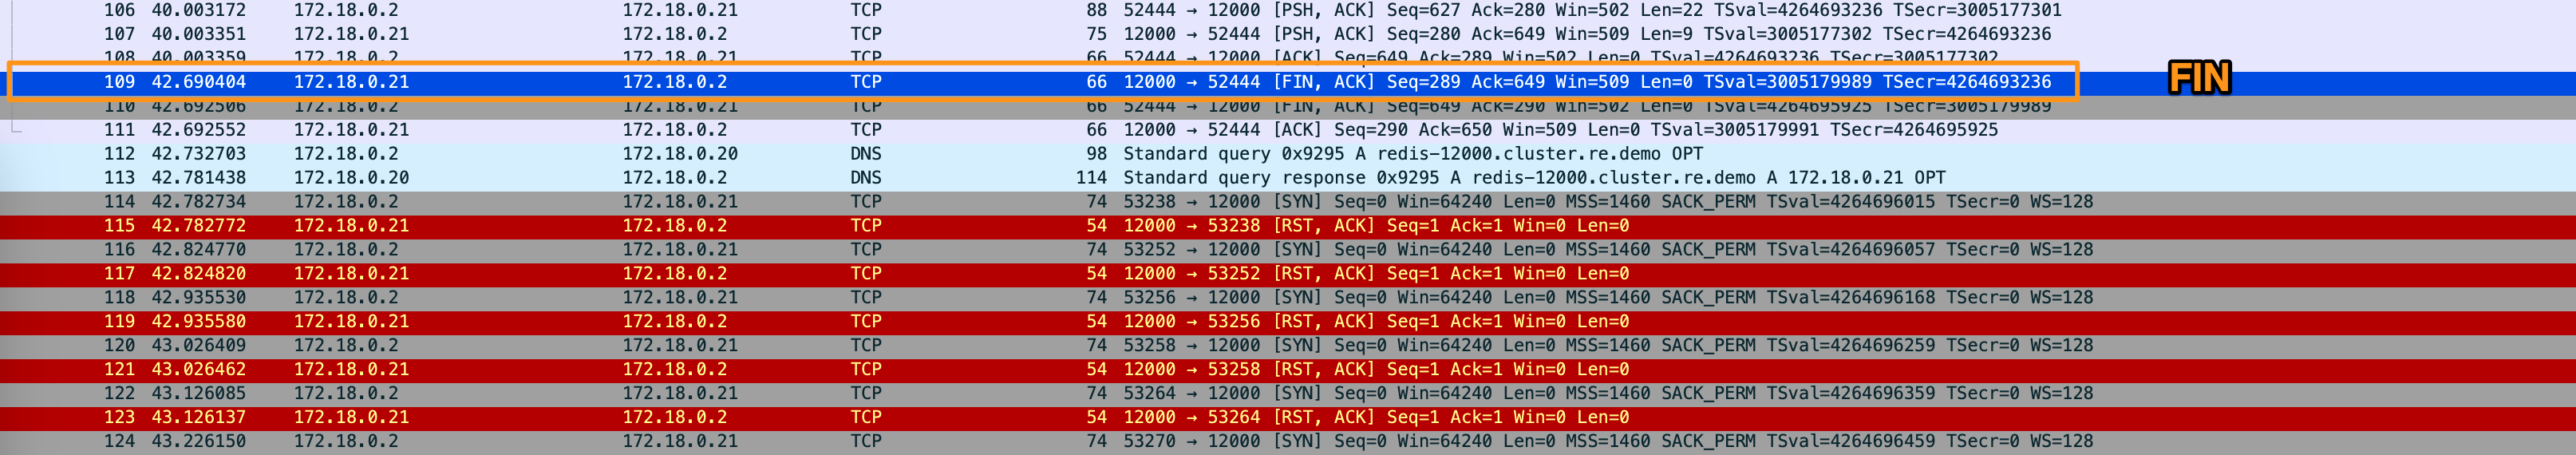 106 40.003172 172.18.0.2 172.18.0.21 TCP 88 52444 → 12000 [PSH, ACK] Seq=627 Ack=280 Win=502 Len=22 TSval=4264693236 TSecr=3005177301
107 40.003351 172.18.0.21 172.18.0.2 TCP 75 12000 → 52444 [PSH, ACK] Seq=280 Ack=649 Win=509 Len=9 TSval=3005177302 TSecr=4264693236
108 40.003359 172.18.0.2 172.18.0.21 TCP 66 52444 → 12000 [ACK] Seq=649 Ack=289 Win=502 Len=0 TSval=4264693236 TSecr=3005177302
109 42.690404 172.18.0.21 172.18.0.2 TCP 66 12000 → 52444 [FIN, ACK] Seq=289 Ack=649 Win=509 Len=0 TSval=3005179989 TSecr=4264693236 FIN
110 42.692506 172.18.0.2 172.18.0.21 TCP 66 52444 → 12000 [FIN, ACK] Seq=649 Ack=290 Win=502 Len=0 TSval=4264695925 TSecr=3005179989
111 42.692552 172.18.0.21 172.18.0.2 TCP 66 12000 → 52444 [ACK] Seq=290 Ack=650 Win=509 Len=0 TSval=3005179991 TSecr=4264695925
112 42.732703 172.18.0.2 172.18.0.20 DNS 98 Standard query 0x9295 A redis-12000.cluster.re.demo OPT
113 42.781438 172.18.0.20 172.18.0.2 DNS 114 Standard query response 0x9295 A redis-12000.cluster.re.demo A 172.18.0.21 OPT
114 42.782734 172.18.0.2 172.18.0.21 TCP 74 53238 → 12000 [SYN] Seq=0 Win=64240 Len=0 MSS=1460 SACK_PERM TSval=4264696015 TSecr=0 WS=128
115 42.782772 172.18.0.21 172.18.0.2 TCP 54 12000 → 53238 [RST, ACK] Seq=1 Ack=1 Win=0 Len=0
116 42.824770 172.18.0.2 172.18.0.21 TCP 74 53252 → 12000 [SYN] Seq=0 Win=64240 Len=0 MSS=1460 SACK_PERM TSval=4264696057 TSecr=0 WS=128
117 42.824820 172.18.0.21 172.18.0.2 TCP 54 12000 → 53252 [RST, ACK] Seq=1 Ack=1 Win=0 Len=0
118 42.935530 172.18.0.2 172.18.0.21 TCP 74 53256 → 12000 [SYN] Seq=0 Win=64240 Len=0 MSS=1460 SACK_PERM TSval=4264696168 TSecr=0 WS=128
119 42.935580 172.18.0.21 172.18.0.2 TCP 54 12000 → 53256 [RST, ACK] Seq=1 Ack=1 Win=0 Len=0
120 43.026409 172.18.0.2 172.18.0.21 TCP 74 53258 → 12000 [SYN] Seq=0 Win=64240 Len=0 MSS=1460 SACK_PERM TSval=4264696259 TSecr=0 WS=128
121 43.026462 172.18.0.21 172.18.0.2 TCP 54 12000 → 53258 [RST, ACK] Seq=1 Ack=1 Win=0 Len=0
122 43.126085 172.18.0.2 172.18.0.21 TCP 74 53264 → 12000 [SYN] Seq=0 Win=64240 Len=0 MSS=1460 SACK_PERM TSval=4264696359 TSecr=0 WS=128
123 43.126137 172.18.0.21 172.18.0.2 TCP 54 12000 → 53264 [RST, ACK] Seq=1 Ack=1 Win=0 Len=0
124 43.226150 172.18.0.2 172.18.0.21 TCP 74 53270 → 12000 [SYN] Seq=0 Win=64240 Len=0 MSS=1460 SACK_PERM TSval=4264696459 TSecr=0 WS=128